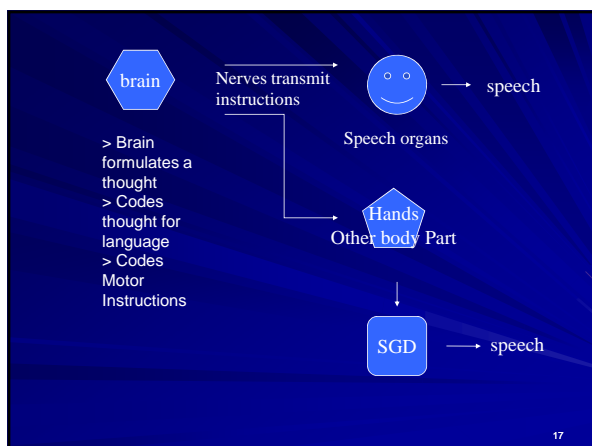 brain
Nerves transmit
instructions
speech
Speech organs
> Brain
formulates a
thought
> Codes
thought for
language
> Codes
Motor
Instructions
Hands
Other body Part
SGD
speech
17